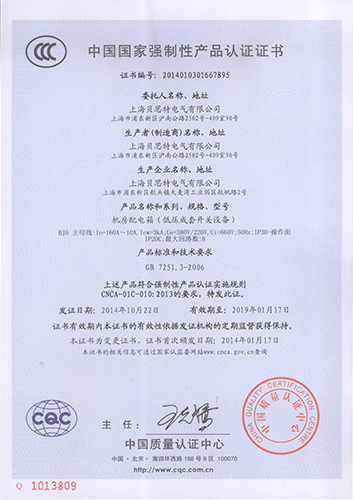 中国国家强制性产品认证证书
证书编号: 2014010301667895
委托人名称、地址
上海贝思特电气有限公司
上海市浦东新区沪南公路2502号-409室90号
生产者(制造商)名称、地址
上海贝思特电气有限公司
上海市浦东新区沪南公路2502号-409室90号
生产企业名称、地址
上海贝思特电气有限公司
上海市浦东新区航头镇大麦湾工业园区航帆路2号
产品名称和系列、规格、型号
机房配电箱(低压成套开关设备)
BJ6 主母线:In=160A~10A,Icw=3kA;Ue=380V/220V,Ui=660V;50Hz;IP30-操作面
IP20C;最大回路数:8
产品标准和技术要求
GB 7251.3-2006
上述产品符合强制性产品认证实施规则
CNCA-01C-010:2013的要求,特发此证。
发证日期: 2014年10月22日 有效期至: 2019年01月17日
证书有效期内本证书的有效性依据发证机构的定期监督获得保持。
本证书为变更证书,证书首次颁发日期: 2014年01月17日
本证书的相关信息可通过国家认监委网站www.cnca.gov.cn查询
CQC
主任:
中国质量认证中心
中国·北京·南四环西路188号9区 100070
http://www.cqc.com.cn
CHINA QUALITY CERTIFICATION CENTRE
中国质量认证中心
Q 1013809